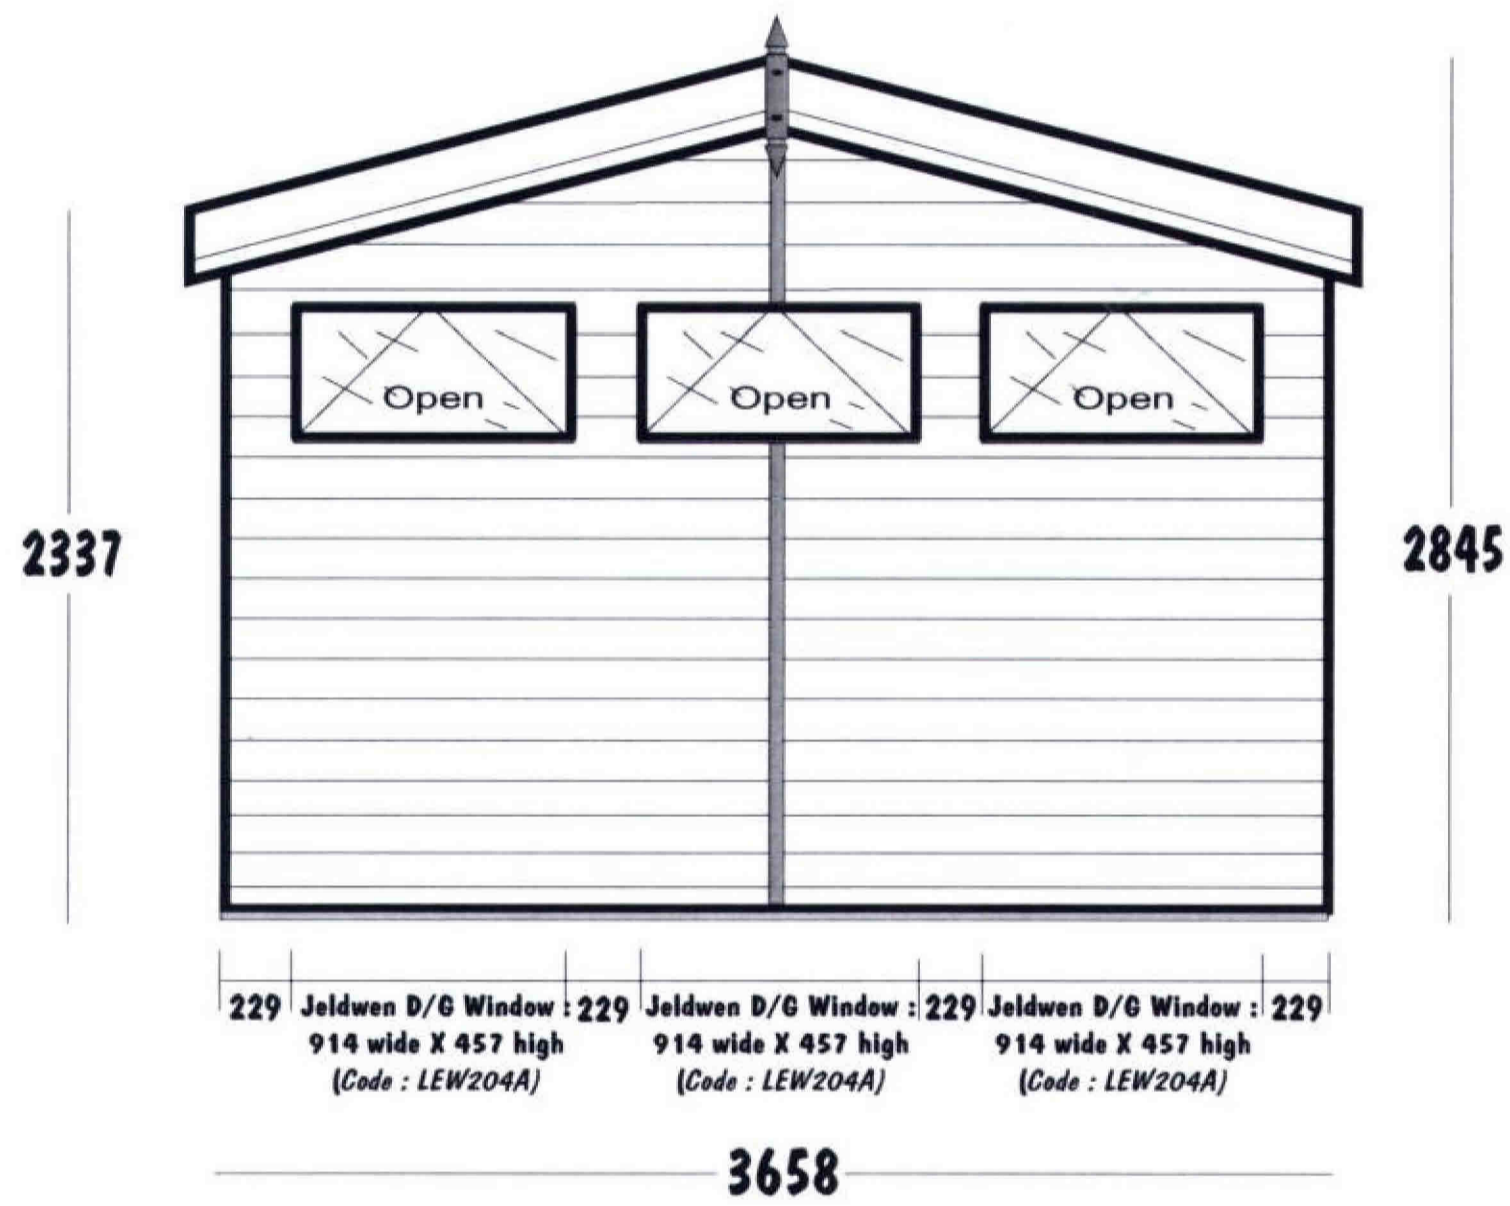 Open Open Open
2337
2845
229 Jeldwen D/G Window : 229 Jeldwen D/G Window : 229 Jeldwen D/G Window : 229
914 wide X 457 high 914 wide X 457 high 914 wide X 457 high
(Code : LEW204A) (Code : LEW204A) (Code : LEW204A)
3658